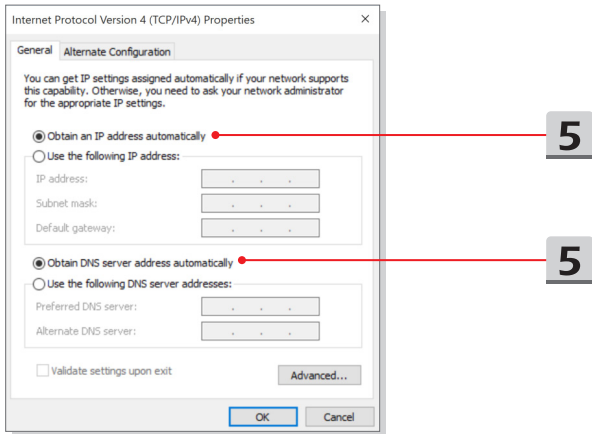 Internet Protocol Version 4 (TCP/IPv4) Properties
General Alternate Configuration
You can get IP settings assigned automatically if your network supports
this capability. Otherwise, you need to ask your network administrator
for the appropriate IP settings.
Obtain an IP address automatically
5
Use the following IP address:
IP address:
Subnet mask:
Default gateway:
Obtain DNS server address automatically
5
Use the following DNS server addresses:
Preferred DNS server:
Alternate DNS server:
Validate settings upon exit
Advanced...
OK Cancel